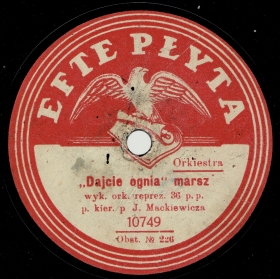 EFTE PŁYTA
Orkiestra
„Dajcie ognia" marsz
wyk. ork. reprez. 36 p. p.
p. kier. p J. Mackiewicza
10749
Obst. № 226